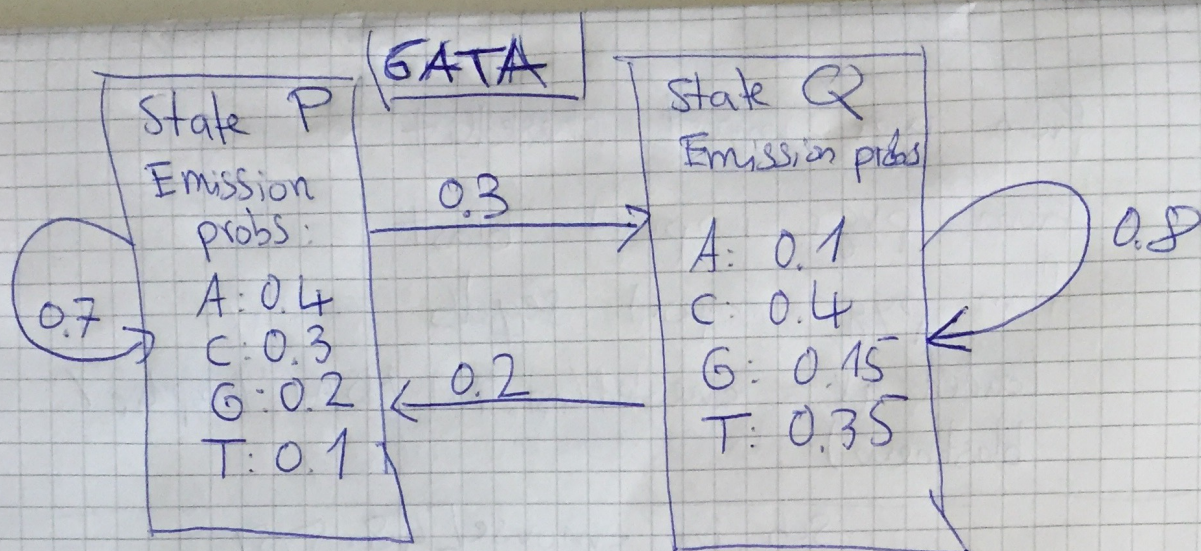 GATA
State P
Emission
probs:
A: 0.4
C: 0.3
G: 0.2
T: 0.1
0.7
0.3
0.2
State Q
Emission probs
A: 0.1
C: 0.4
G: 0.15
T: 0.35
0.8